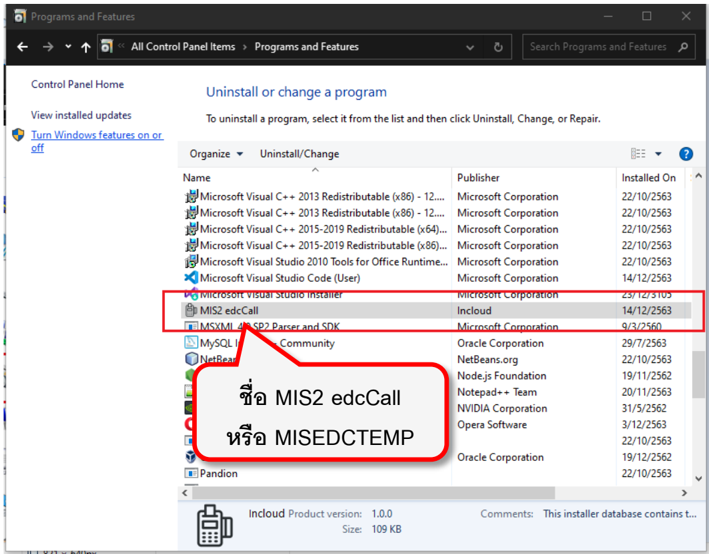 Programs and Features
All Control Panel Items > Programs and Features
Search Programs and Features
Control Panel Home
View installed updates
Turn Windows features on or
off
Uninstall or change a program
To uninstall a program, select it from the list and then click Uninstall, Change, or Repair.
Organize Uninstall/Change
Name Publisher Installed On
Microsoft Visual C++ 2013 Redistributable (x86) - 12.... Microsoft Corporation 22/10/2563
Microsoft Visual C++ 2013 Redistributable (x86) - 12.... Microsoft Corporation 22/10/2563
Microsoft Visual C++ 2015-2019 Redistributable (x64)... Microsoft Corporation 22/10/2563
Microsoft Visual C++ 2015-2019 Redistributable (x86)... Microsoft Corporation 22/10/2563
Microsoft Visual Studio 2010 Tools for Office Runtime... Microsoft Corporation 22/10/2563
Microsoft Visual Studio Code (User) Microsoft Corporation 14/12/2563
Microsoft Visual Studio Installer Microsoft Corporation 23/12/3105
MIS2 edcCall Incloud 14/12/2563
MSXML SP2 Parser and SDK Microsoft Corporation 9/3/2560
MySQL Community Oracle Corporation 29/7/2563
NetBeans.org 22/10/2563
Node.js Foundation 19/11/2562
Notepad++ Team 20/11/2563
NVIDIA Corporation 31/5/2562
Opera Software 3/12/2563
22/10/2563
Oracle Corporation 19/12/2562
Pandion 22/10/2563
ชื่อ MIS2 edcCall
หรือ MISEDCTEMP
Incloud Product version: 1.0.0 Comments: This installer database contains t...
Size: 109 KB